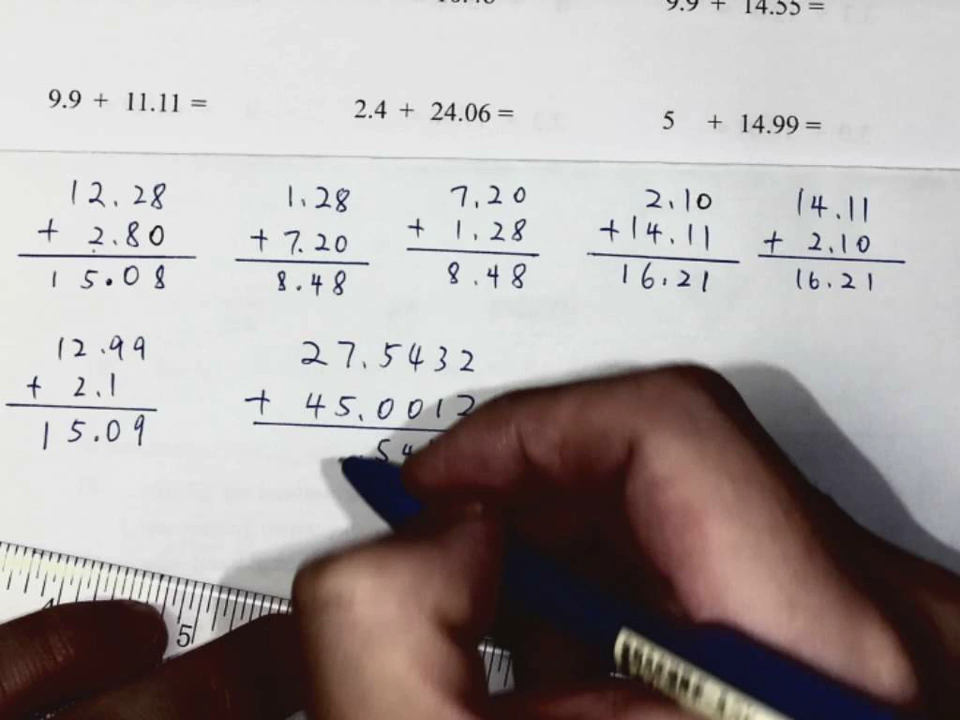 9.9 + 14.55 =
9.9 + 11.11 = 2.4 + 24.06 = 5 + 14.99 =
12.28 1.28 7.20 2.10 14.11
+ 2.80 + 7.20 + 1.28 +14.11 + 2.10
15.08 8.48 8.48 16.21 16.21
12.99 27.5432
+ 2.1 + 45.0012
15.09 .54
5